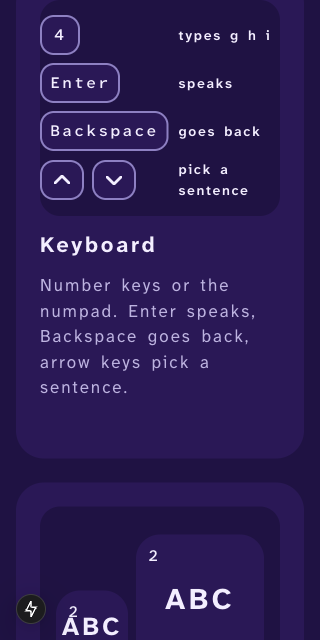 4 types g h i
Enter speaks
Backspace goes back
pick a
sentence
Keyboard
Number keys or the
numpad. Enter speaks,
Backspace goes back,
arrow keys pick a
sentence.
2
ABC
2
ABC